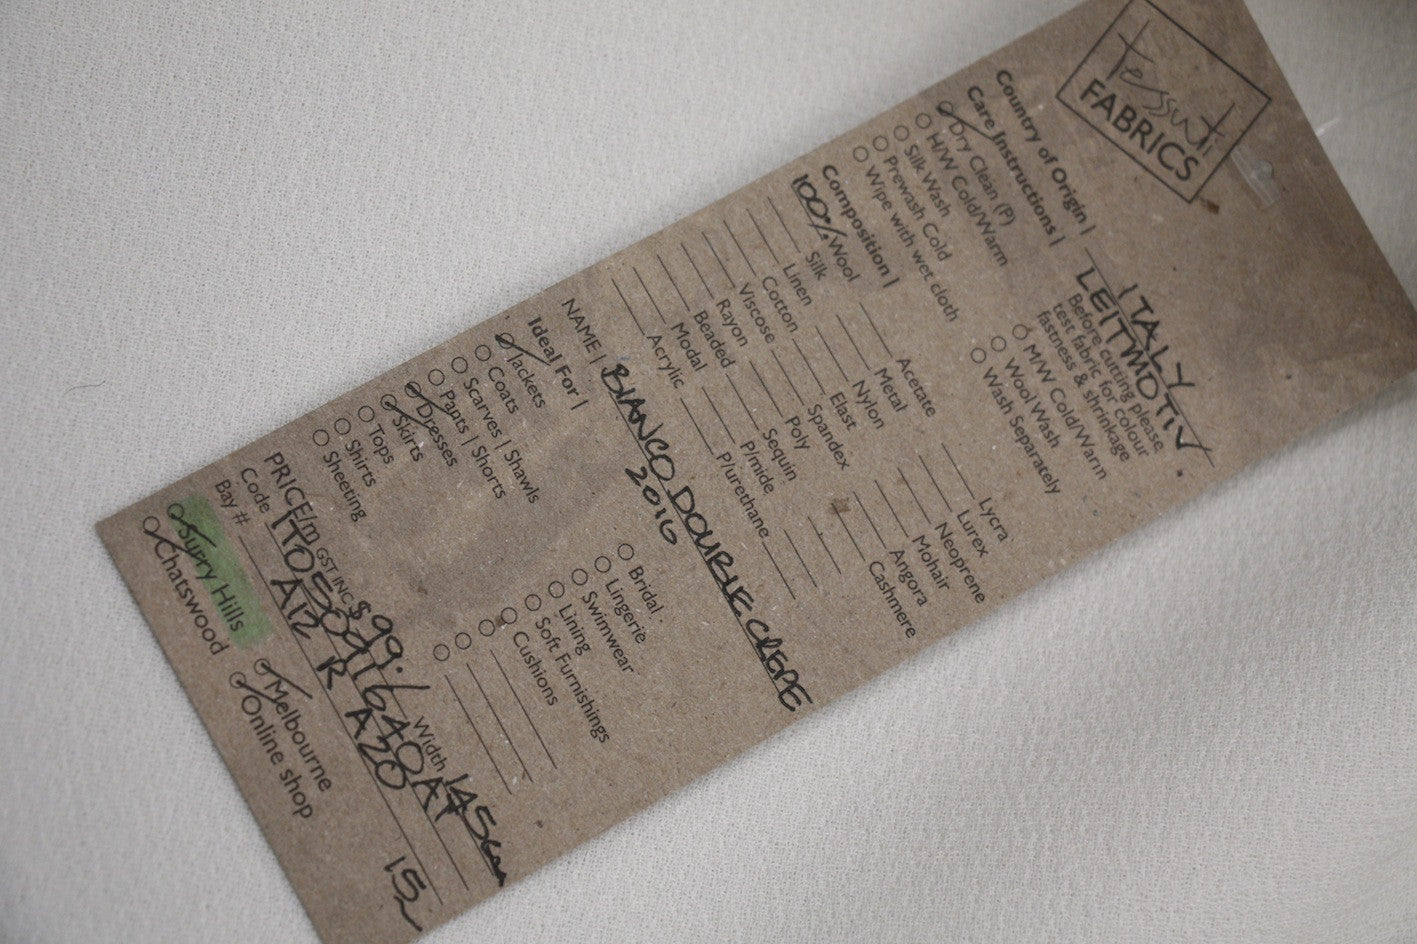 tessuti
FABRICS
Country of Origin | ITALY
LEITMOTIV.
Care Instructions |
Before cutting please
test fabric for colour
fastness & shrinkage
Dry Clean (P)
H/W Cold/Warm
Silk Wash
Prewash Cold
Wipe with wet cloth
M/W Cold/Warm
Wool Wash
Wash Separately
Composition |
100% Wool
Silk
Linen
Cotton
Viscose
Rayon
Beaded
Modal
Acrylic
Acetate
Metal
Nylon
Elast
Spandex
Poly
Sequin
P/mide
P/urethane
Lycra
Lurex
Neoprene
Mohair
Angora
Cashmere
NAME | BIANCO DOUBLE CREPE
2016
Ideal For |
Jackets
Coats
Scarves | Shawls
Pants | Shorts
Dresses
Skirts
Tops
Shirts
Sheeting
Bridal
Lingerie
Swimwear
Lining
Soft Furnishings
Cushions
PRICE/m GST INC $99. Width 145cm
Code
Bay # A12 R A20 15
Surry Hills
Chatswood
Melbourne
Online shop